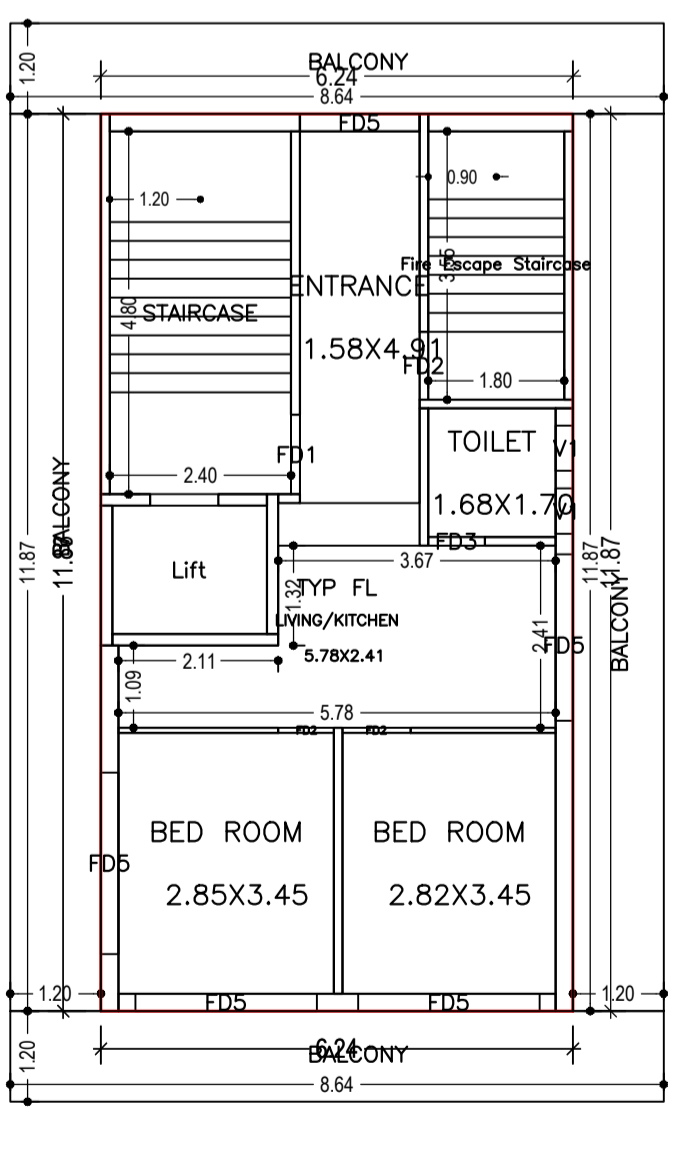 BALCONY
1.20
6.24
8.64
FD5
1.20
0.90
Fire Escape Staircase
ENTRANCE
4.80
STAIRCASE
1.58X4.91
FD2
1.80
TOILET
V1
FD1
2.40
1.68X1.70
V1
BALCONY
FD3
11.87
11.87
11.87
3.67
Lift
TYP FL
1.32
LIVING/KITCHEN
BALCONY
2.41
FD5
5.78X2.41
2.11
1.09
5.78
FD2
FD2
BED ROOM
BED ROOM
FD5
2.85X3.45
2.82X3.45
1.20
1.20
FD5
FD5
6.24
BALCONY
1.20
8.64